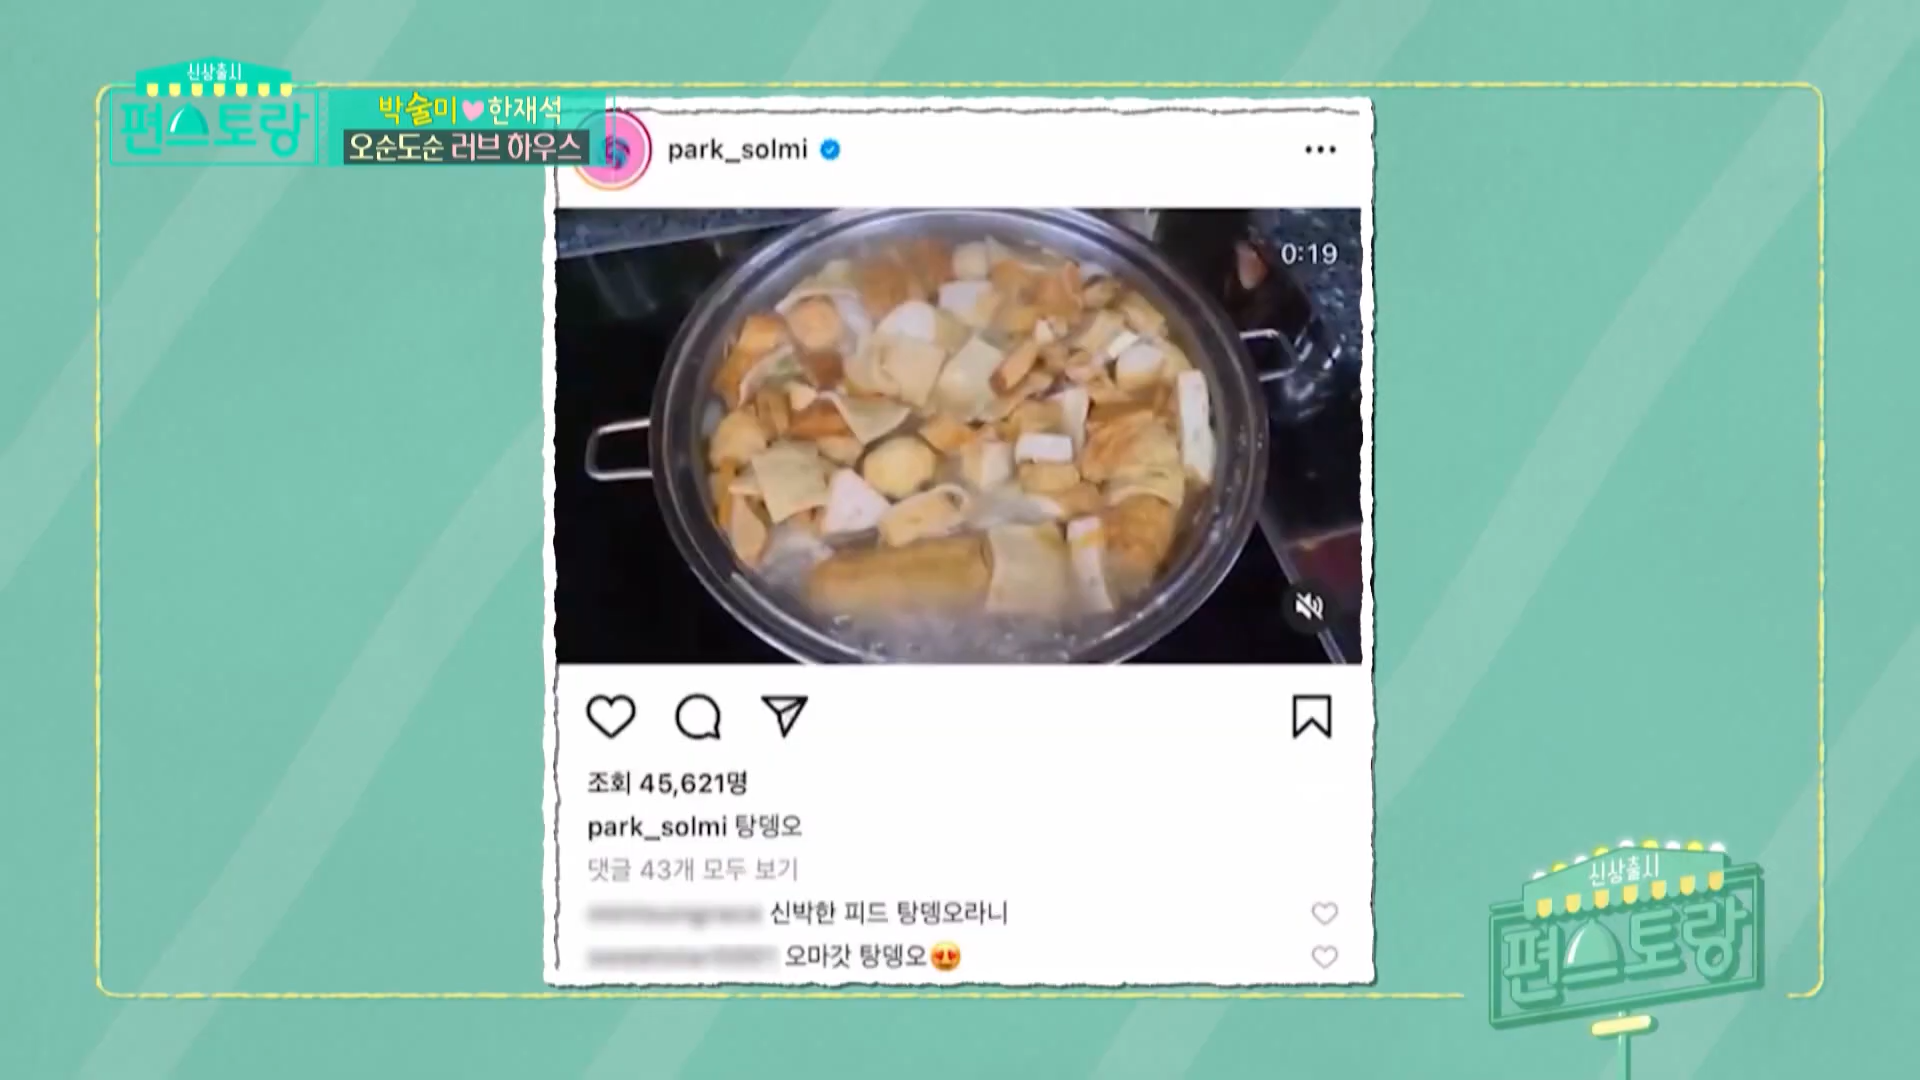 신상출시
편스토랑
박술미♥한재석
오순도순 러브 하우스
park_solmi
0:19
조회 45,621명
park_solmi 탕뎅오
댓글 43개 모두 보기
신박한 피드 탕뎅오라니
오마갓 탕뎅오😍
신상출시
편스토랑